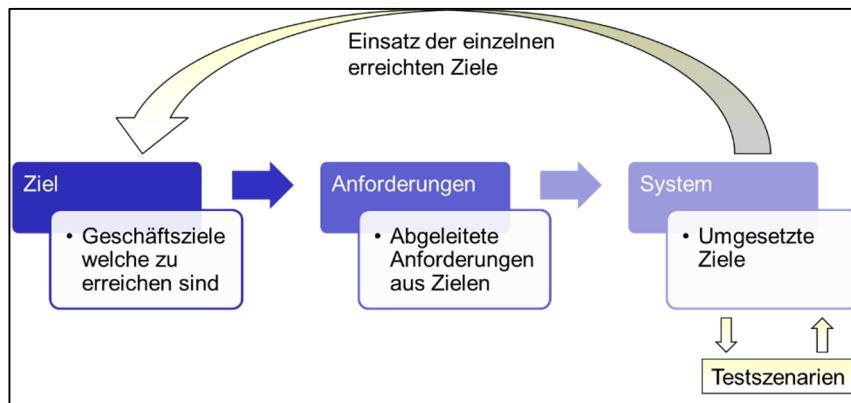 Einsatz der einzelnen
erreichten Ziele
Ziel
• Geschäftsziele
welche zu
erreichen sind
Anforderungen
• Abgeleitete
Anforderungen
aus Zielen
System
• Umgesetzte
Ziele
Testszenarien